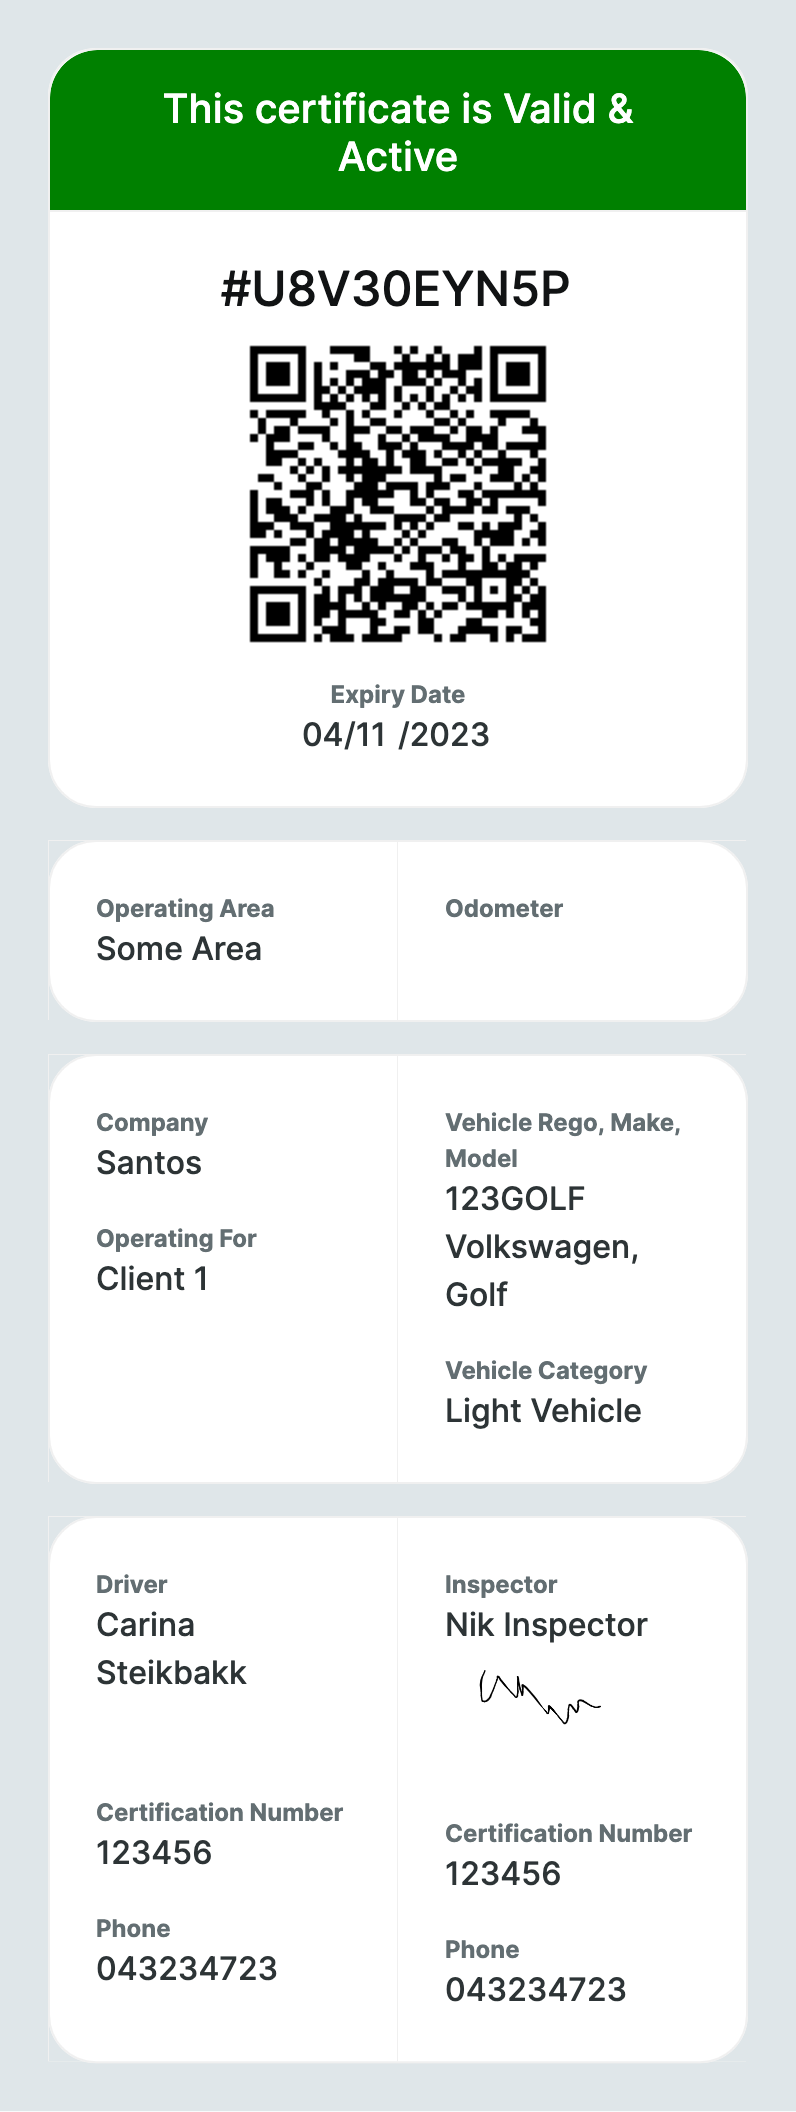 This certificate is Valid &
Active
#U8V30EYN5P
Expiry Date
04/11 /2023
Operating Area
Some Area
Odometer
Company
Santos
Operating For
Client 1
Vehicle Rego, Make,
Model
123GOLF
Volkswagen,
Golf
Vehicle Category
Light Vehicle
Driver
Carina
Steikbakk
Certification Number
123456
Phone
043234723
Inspector
Nik Inspector
Certification Number
123456
Phone
043234723